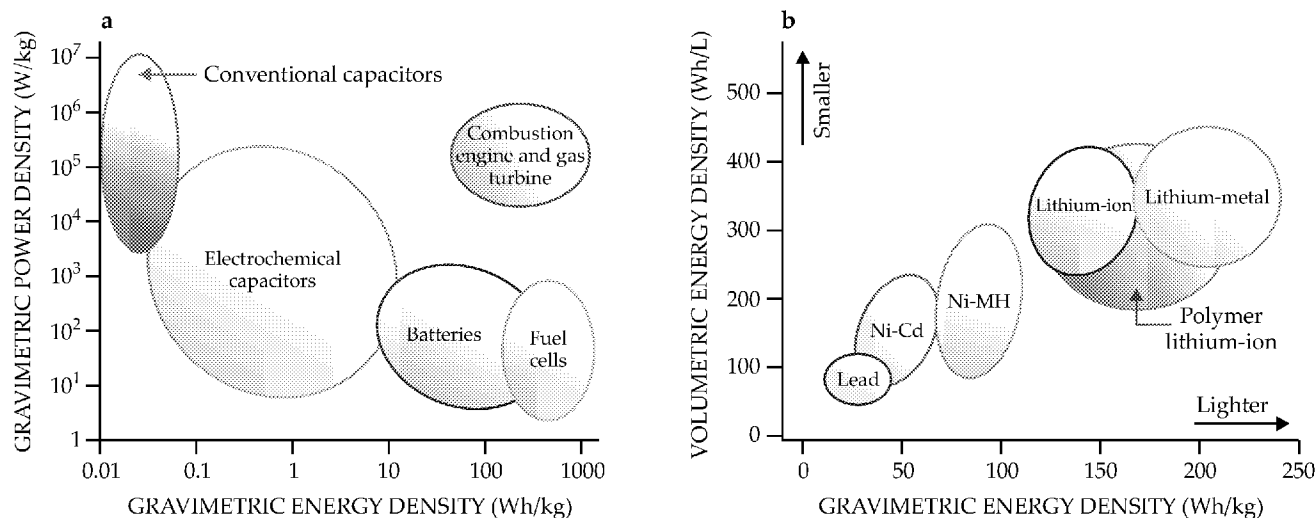 a
GRAVIMETRIC POWER DENSITY (W/kg)
10⁷
10⁶
10⁵
10⁴
10³
10²
10¹
1
Conventional capacitors
Combustion
engine and gas
turbine
Electrochemical
capacitors
Batteries
Fuel
cells
0.01 0.1 1 10 100 1000
GRAVIMETRIC ENERGY DENSITY (Wh/kg)
b
VOLUMETRIC ENERGY DENSITY (Wh/L)
500
400
300
200
100
0
Smaller
Lithium-ion
Lithium-metal
Ni-MH
Ni-Cd
Lead
Polymer
lithium-ion
Lighter
0 50 100 150 200 250
GRAVIMETRIC ENERGY DENSITY (Wh/kg)